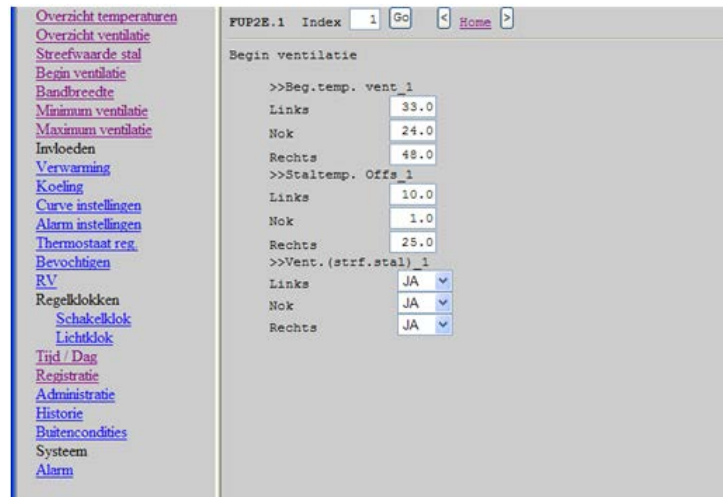 Overzicht temperaturen
Overzicht ventilatie
Streefwaarde stal
Begin ventilatie
Bandbreedte
Minimum ventilatie
Maximum ventilatie
Invloeden
Verwarming
Koeling
Curve instellingen
Alarm instellingen
Thermostaat reg.
Bevochtigen
RV
Regelklokken
Schakelklok
Lichtklok
Tijd / Dag
Registratie
Administratie
Historie
Buitencondities
Systeem
Alarm
FUP2E.1 Index 1 Go < Home >
Begin ventilatie
>>Beg.temp. vent_1
Links 33.0
Nok 24.0
Rechts 48.0
>>Staltemp. Offs_1
Links 10.0
Nok 1.0
Rechts 25.0
>>Vent.(strf.stal)_1
Links JA
Nok JA
Rechts JA